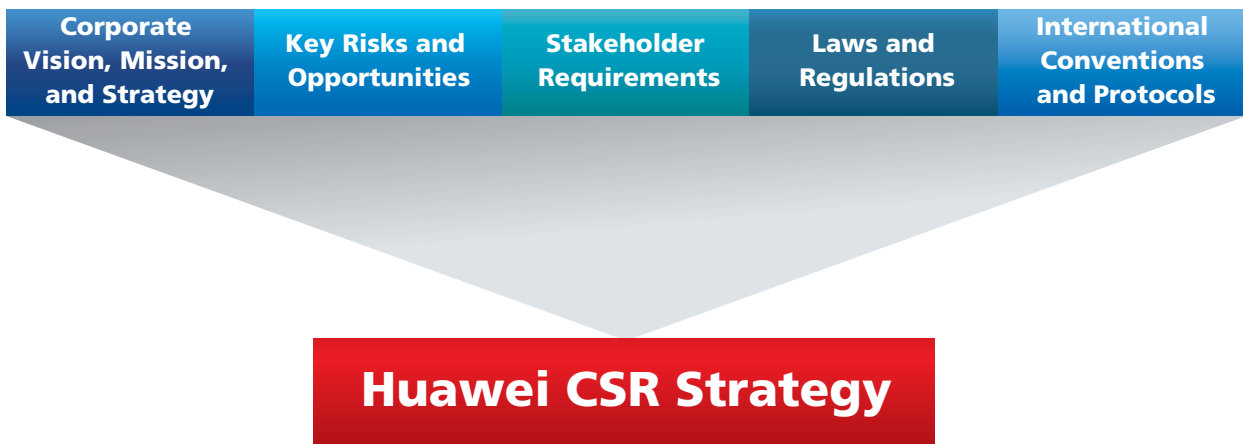 Corporate
Vision, Mission,
and Strategy
Key Risks and
Opportunities
Stakeholder
Requirements
Laws and
Regulations
International
Conventions
and Protocols
Huawei CSR Strategy